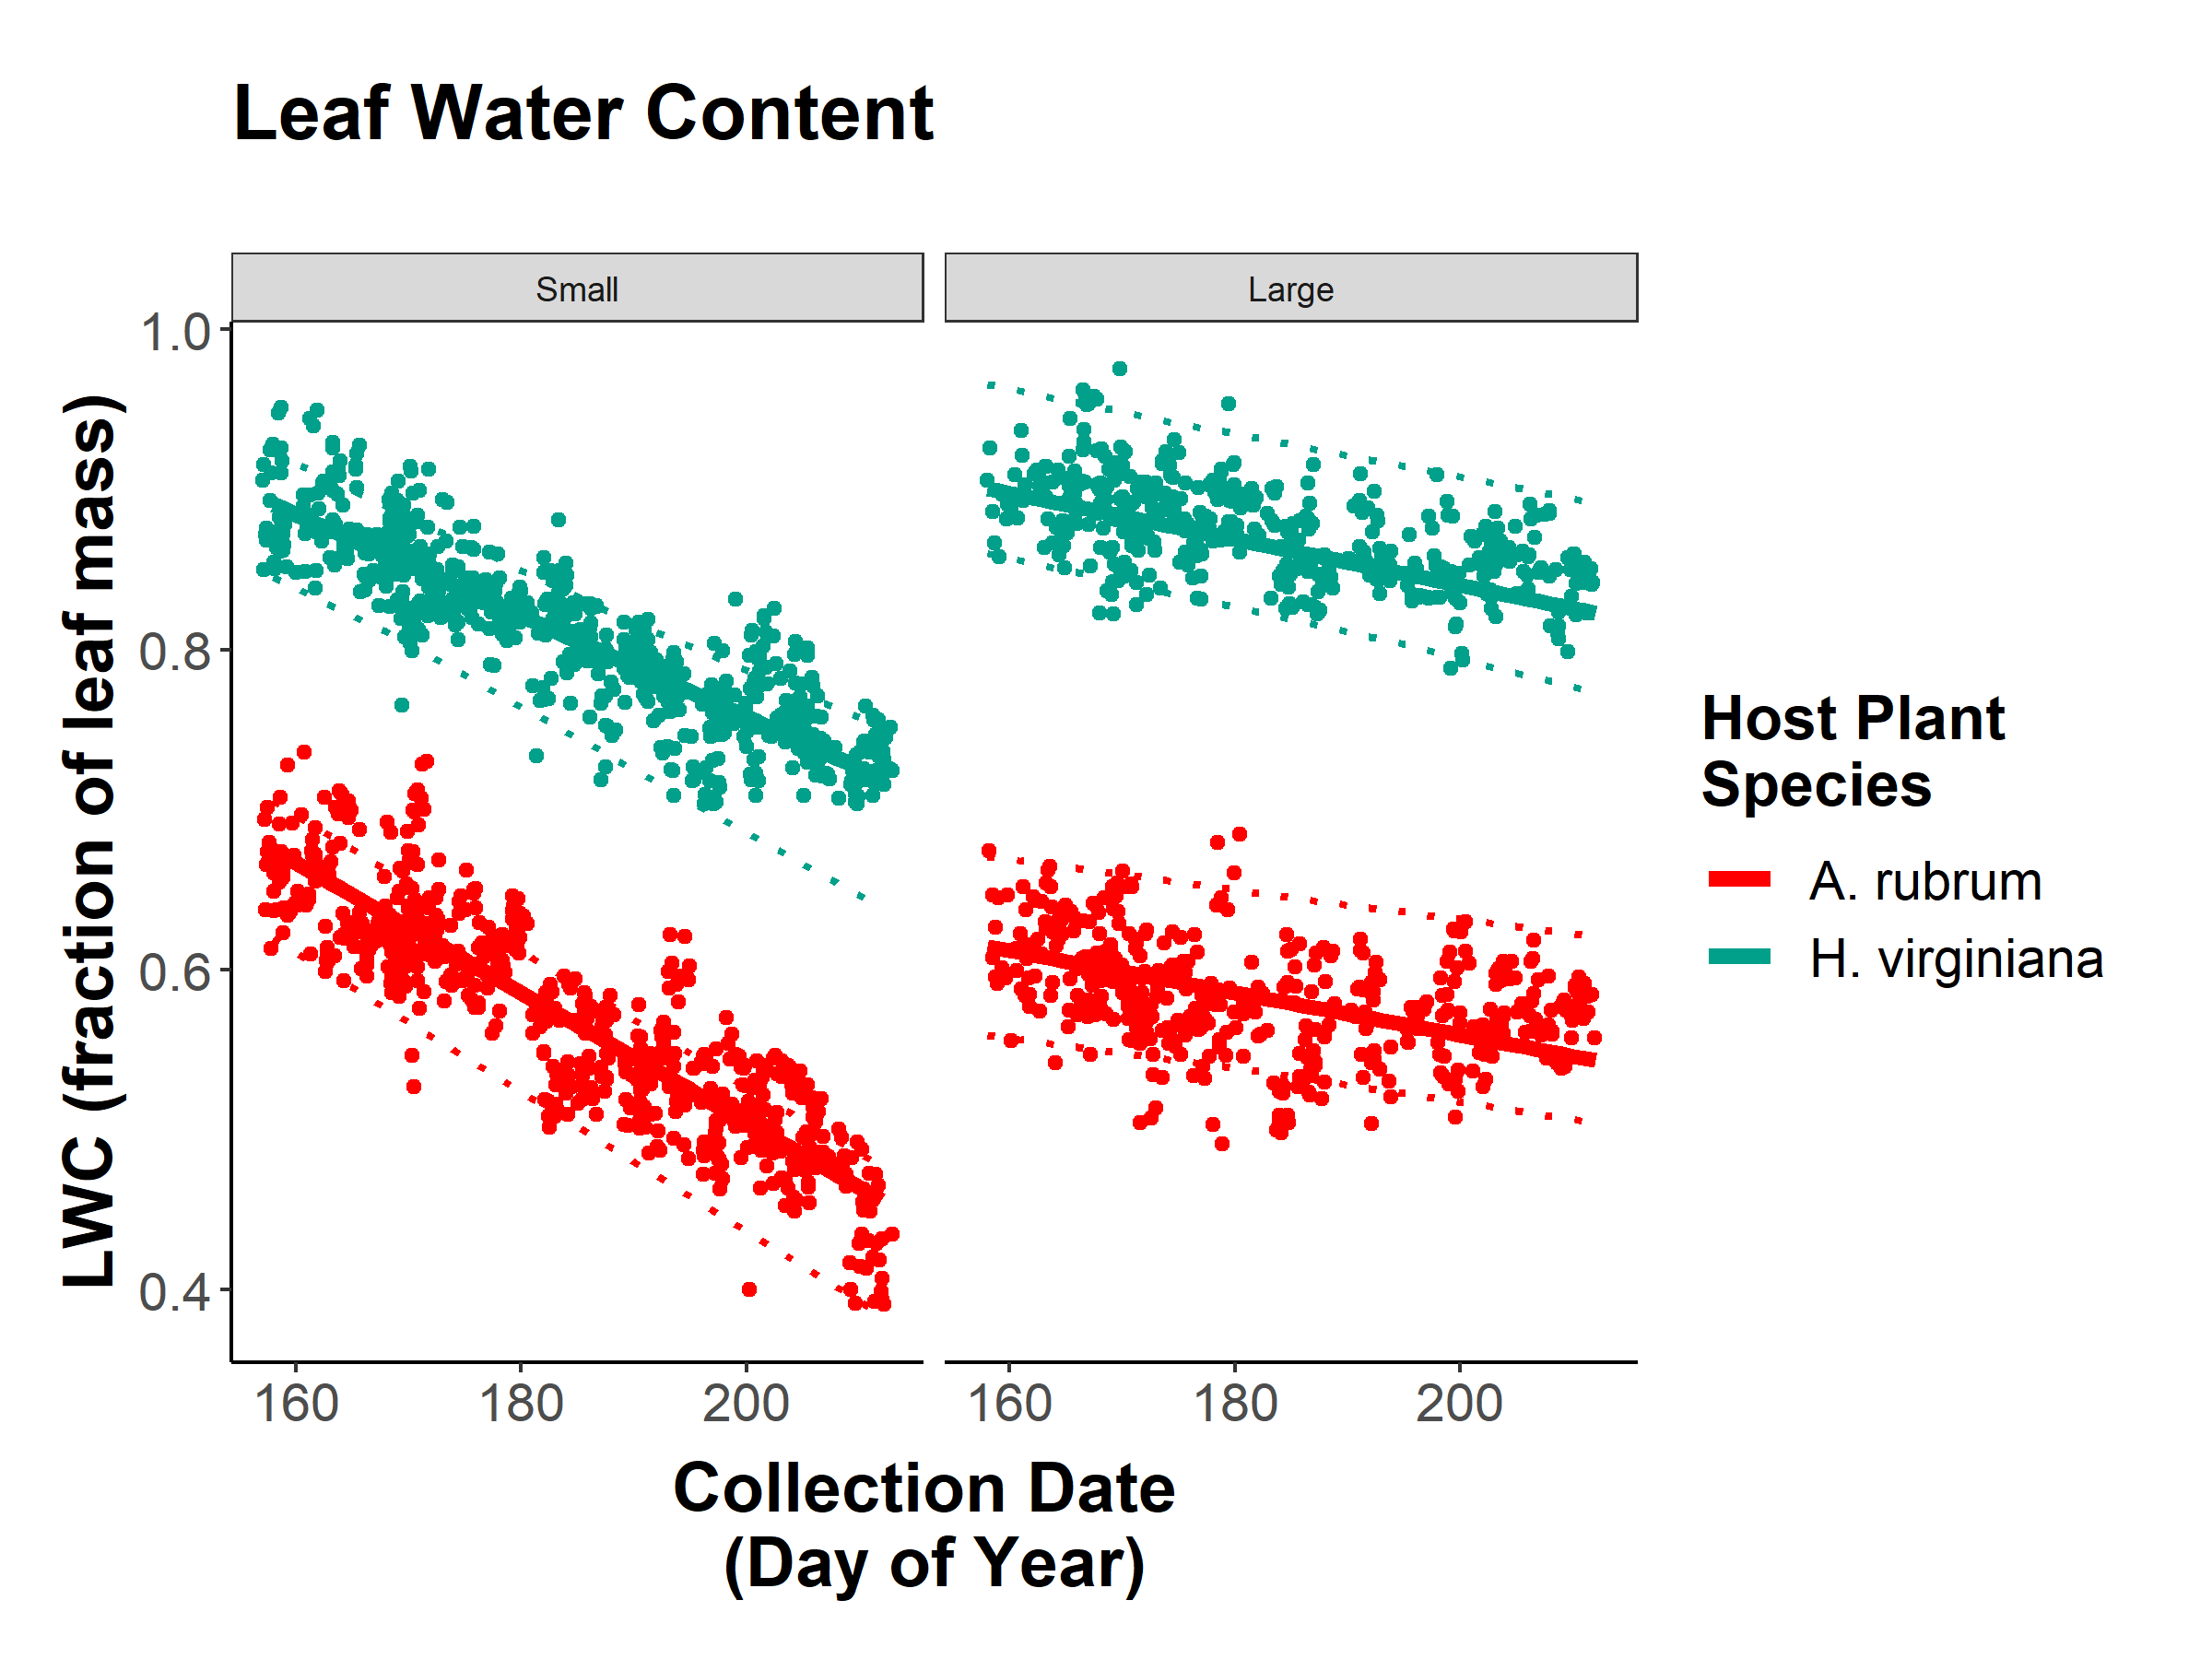 Leaf Water Content
Small
Large
1.0
0.8
0.6
0.4
LWC (fraction of leaf mass)
160
180
200
160
180
200
Collection Date
(Day of Year)
Host Plant
Species
A. rubrum
H. virginiana